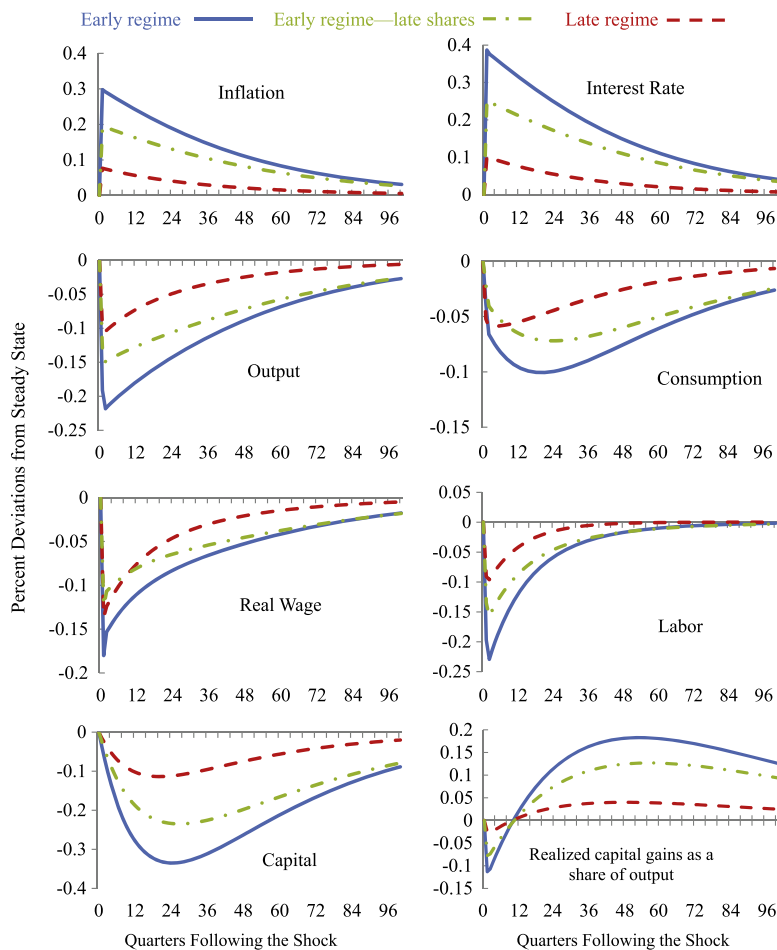 Early regime Early regime—late shares Late regime
Percent Deviations from Steady State
Inflation
0.4
0.3
0.2
0.1
0
0 12 24 36 48 60 72 84 96
Interest Rate
0.4
0.3
0.2
0.1
0
0 12 24 36 48 60 72 84 96
Output
0
-0.05
-0.1
-0.15
-0.2
-0.25
0 12 24 36 48 60 72 84 96
Consumption
0
-0.05
-0.1
-0.15
0 12 24 36 48 60 72 84 96
Real Wage
0
-0.05
-0.1
-0.15
-0.2
0 12 24 36 48 60 72 84 96
Labor
0.05
0
-0.05
-0.1
-0.15
-0.2
-0.25
0 12 24 36 48 60 72 84 96
Capital
0
-0.1
-0.2
-0.3
-0.4
0 12 24 36 48 60 72 84 96
Quarters Following the Shock
Realized capital gains as a
share of output
0.2
0.15
0.1
0.05
0
-0.05
-0.1
-0.15
0 12 24 36 48 60 72 84 96
Quarters Following the Shock